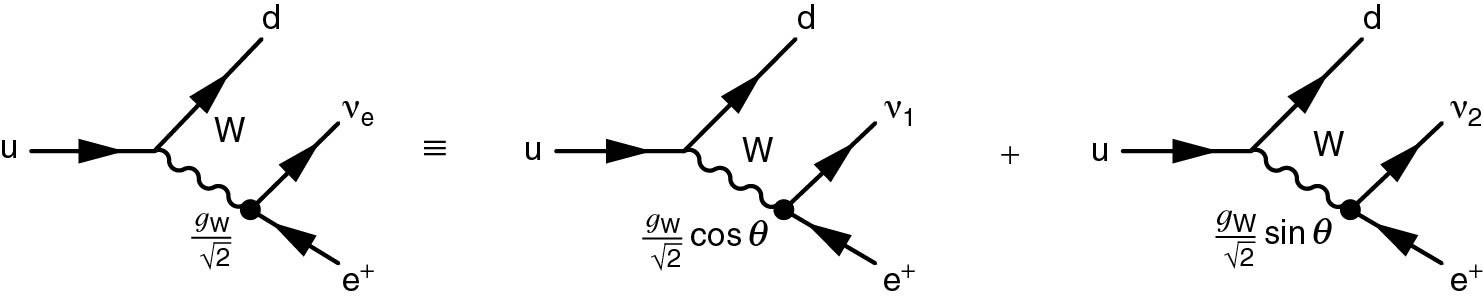 d d d
νe ν1 ν2
W W W
u ≡ u + u
gW/√2 gW/√2 cos θ gW/√2 sin θ
e+ e+ e+